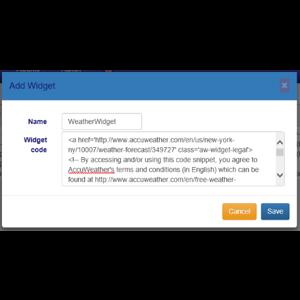 Add Widget
x
Name
WeatherWidget
Widget code
<a href='http://www.accuweather.com/en/us/new-york-
ny/10007/weather-forecast/349727" class="aw-widget-legal">
<!-- By accessing and/or using this code snippet, you agree to
AccuWeather's terms and conditions (in English) which can be
found at http://www.accuweather.com/en/free-weather-
Cancel
Save